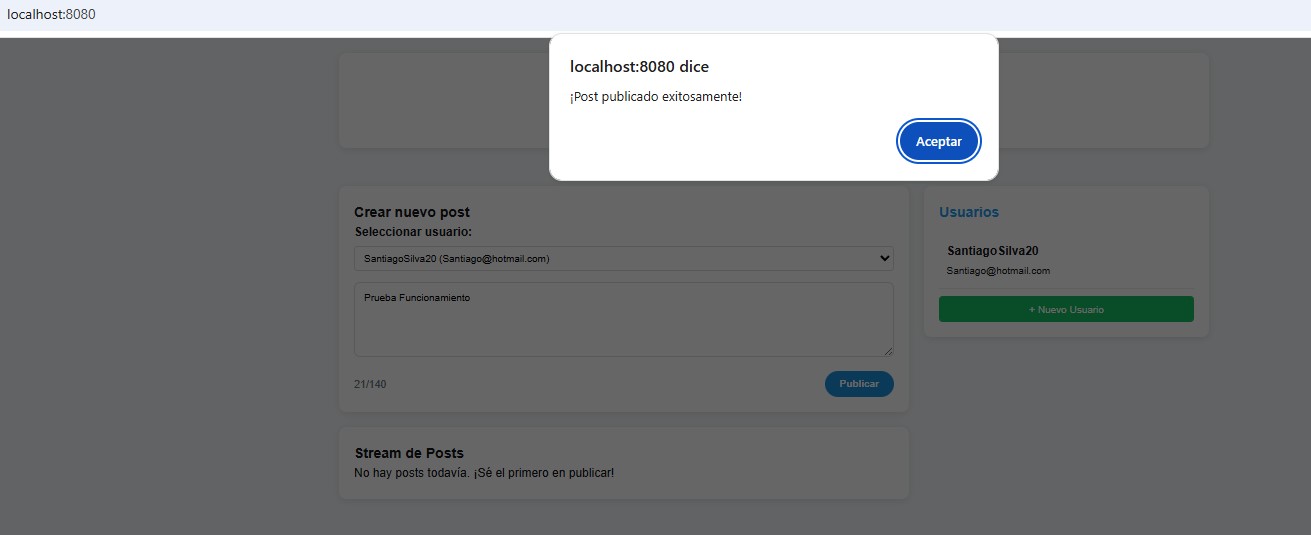 localhost:8080
localhost:8080 dice
¡Post publicado exitosamente!
Aceptar
Crear nuevo post
Seleccionar usuario:
SantiagoSilva20 (Santiago@hotmail.com)
Prueba Funcionamiento
21/140
Publicar
Stream de Posts
No hay posts todavía. ¡Sé el primero en publicar!
Usuarios
SantiagoSilva20
Santiago@hotmail.com
+ Nuevo Usuario